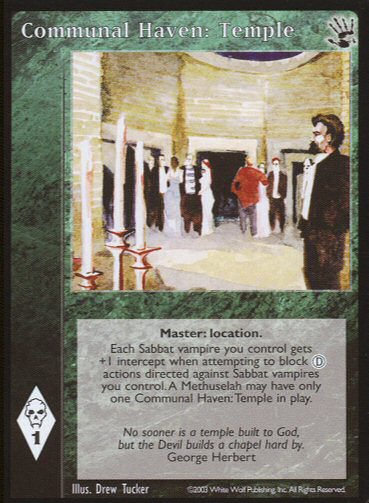 Communal Haven: Temple
Master: location.
Each Sabbat vampire you control gets
+1 intercept when attempting to block Ⓓ
actions directed against Sabbat vampires
you control. A Methuselah may have only
one Communal Haven: Temple in play.
No sooner is a temple built to God,
but the Devil builds a chapel hard by.
George Herbert
1
Illus. Drew Tucker
©2003 White Wolf Publishing, Inc. All Rights Reserved.